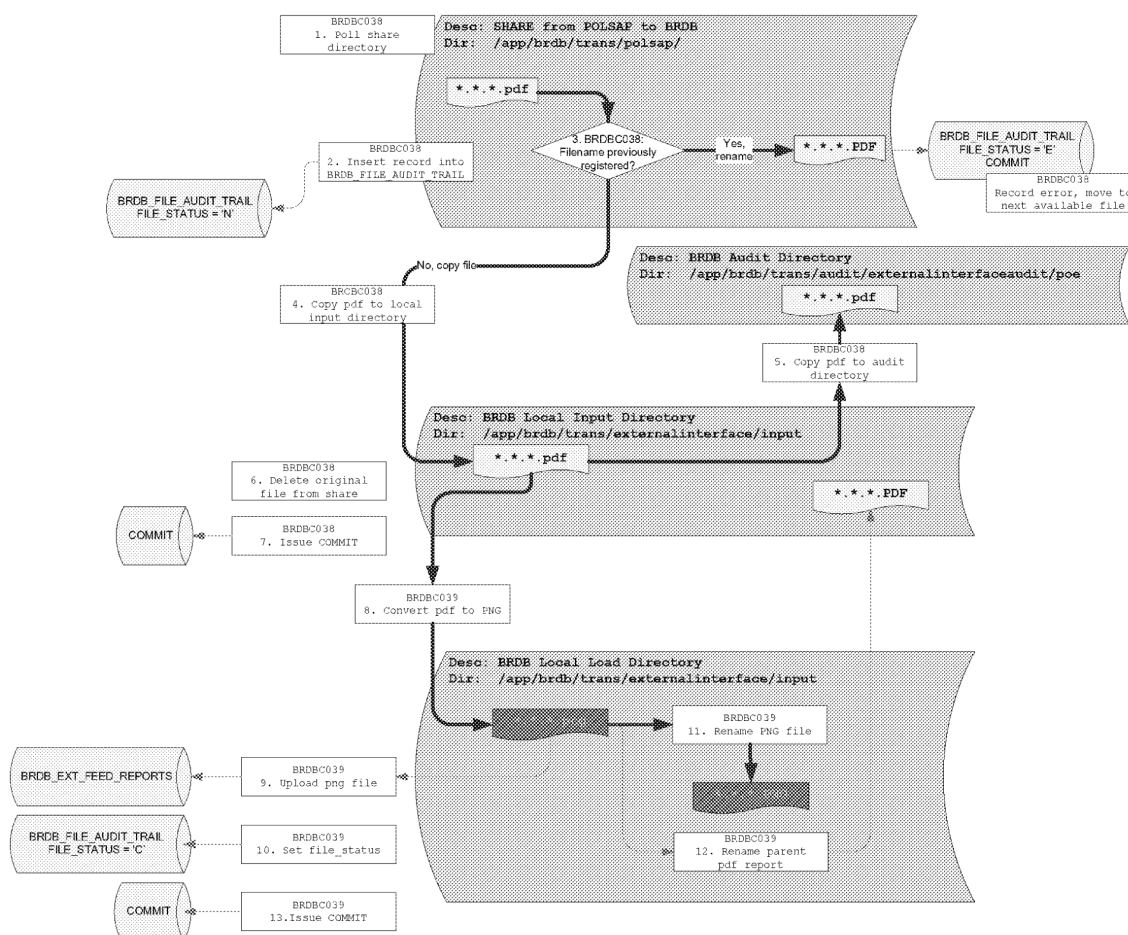 BRDBC038
1. Poll share
directory
Desc: SHARE from POLSAP to BRDB
Dir: /app/brdb/trans/polsap/
*.*.*.pdf
3. BRDBC038:
Filename previously
registered?
Yes,
rename
*.*.*.PDF
BRDB_FILE_AUDIT_TRAIL
FILE_STATUS = 'E'
COMMIT
BRDBC038
Record error, move to
next available file
BRDBC038
2. Insert record into
BRDB_FILE_AUDIT_TRAIL
BRDB_FILE_AUDIT_TRAIL
FILE_STATUS = 'N'
No, copy file
BRCBC038
4. Copy pdf to local
input directory
Desc: BRDB Audit Directory
Dir: /app/brdb/trans/audit/externalinterfaceaudit/poe
*.*.*.pdf
BRDBC038
5. Copy pdf to audit
directory
Desc: BRDB Local Input Directory
Dir: /app/brdb/trans/externalinterface/input
*.*.*.pdf
*.*.*.PDF
BRDBC038
6. Delete original
file from share
BRDBC038
7. Issue COMMIT
COMMIT
BRDBC039
8. Convert pdf to PNG
Desc: BRDB Local Load Directory
Dir: /app/brdb/trans/externalinterface/input
BRDBC039
11. Rename PNG file
BRDB_EXT_FEED_REPORTS
BRDBC039
9. Upload png file
BRDB_FILE_AUDIT_TRAIL
FILE_STATUS = 'C'
BRDBC039
10. Set file_status
BRDBC039
12. Rename parent
pdf report
COMMIT
BRDBC039
13.Issue COMMIT